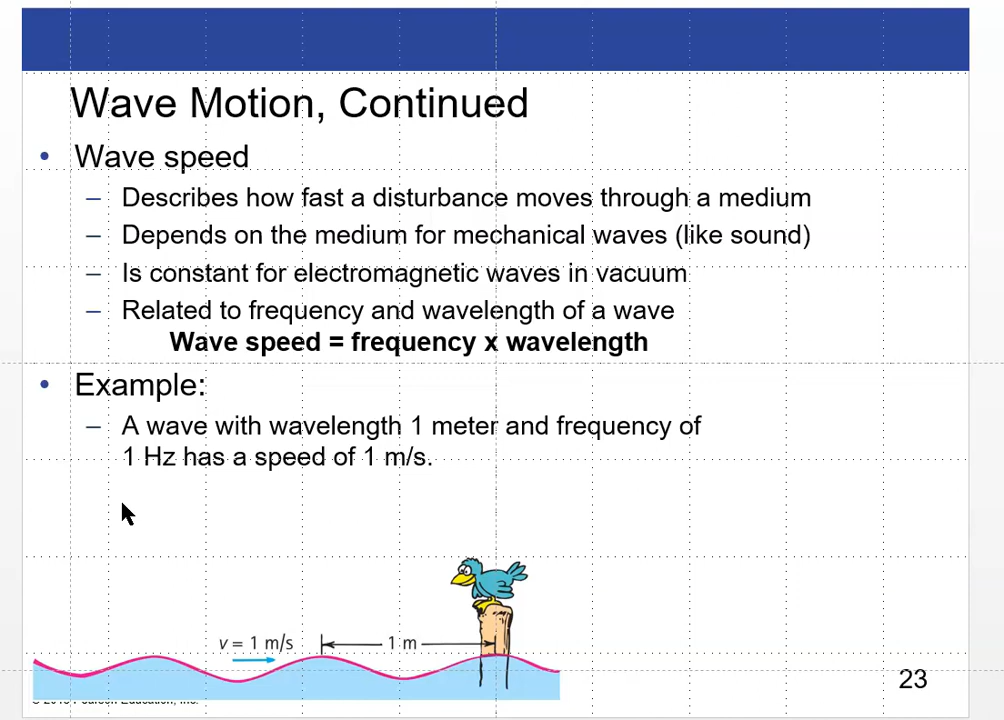 Wave Motion, Continued
• Wave speed
– Describes how fast a disturbance moves through a medium
– Depends on the medium for mechanical waves (like sound)
– Is constant for electromagnetic waves in vacuum
– Related to frequency and wavelength of a wave
Wave speed = frequency x wavelength
• Example:
– A wave with wavelength 1 meter and frequency of
1 Hz has a speed of 1 m/s.
v = 1 m/s
1 m
23
Pearson Education, Inc.